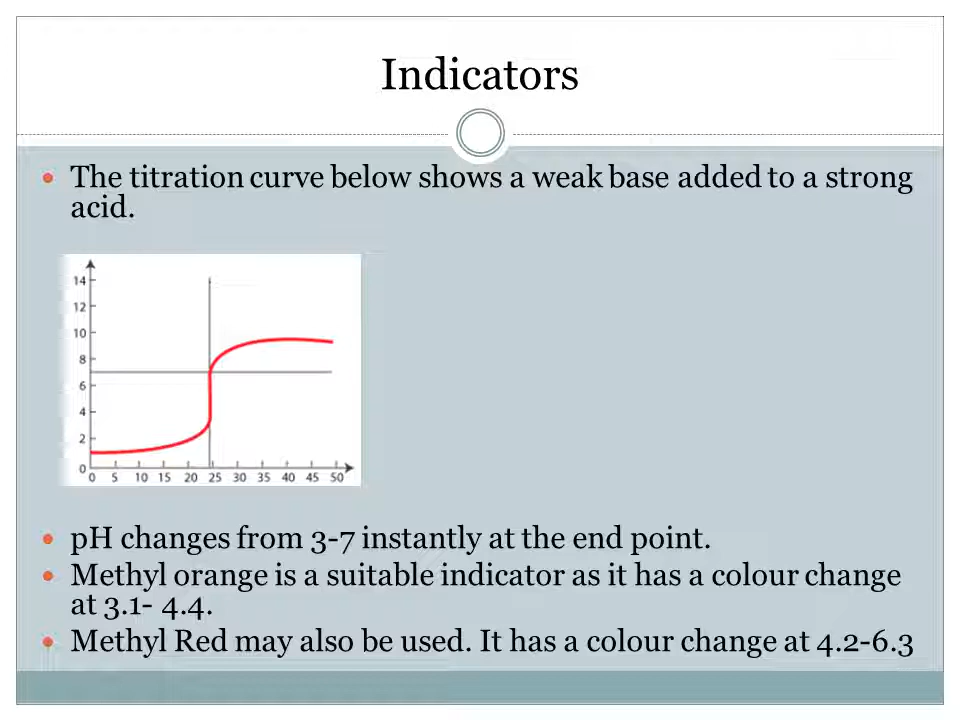 Indicators
The titration curve below shows a weak base added to a strong
acid.
14
12
10
8
6
4
2
0
0 5 10 15 20 25 30 35 40 45 50
pH changes from 3-7 instantly at the end point.
Methyl orange is a suitable indicator as it has a colour change
at 3.1- 4.4.
Methyl Red may also be used. It has a colour change at 4.2-6.3